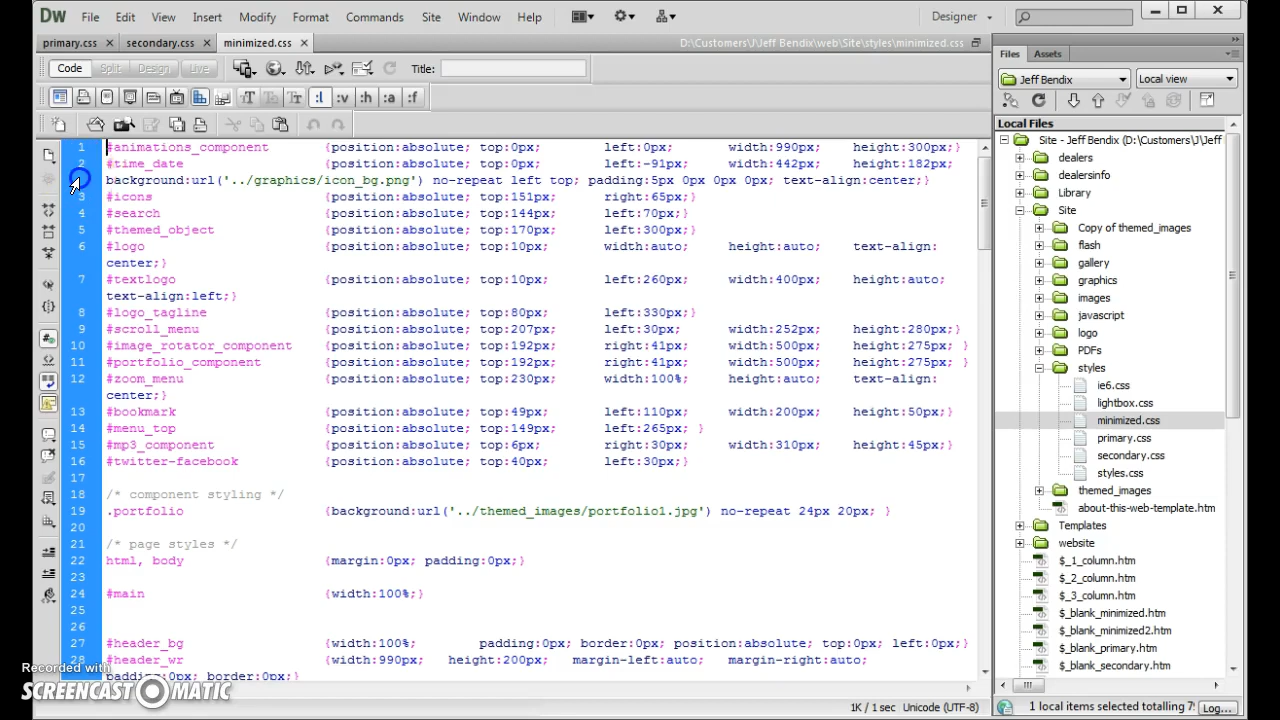 Dw File Edit View Insert Modify Format Commands Site Window Help Designer
primary.css secondary.css minimized.css D:\Customers\J\Jeff Bendix\web\Site\styles\minimized.css
Code Split Design Live Title:
:l :v :h :a :f
1 #animations_component {position:absolute; top:0px; left:0px; width:990px; height:300px;}
2 #time_date {position:absolute; top:0px; left:-91px; width:442px; height:182px;
background:url('../graphics/icon_bg.png') no-repeat left top; padding:5px 0px 0px 0px; text-align:center;}
3 #icons {position:absolute; top:151px; right:65px;}
4 #search {position:absolute; top:144px; left:70px;}
5 #themed_object {position:absolute; top:170px; left:300px;}
6 #logo {position:absolute; top:10px; width:auto; height:auto; text-align:
center;}
7 #textlogo {position:absolute; top:10px; left:260px; width:400px; height:auto;
text-align:left;}
8 #logo_tagline {position:absolute; top:80px; left:330px;}
9 #scroll_menu {position:absolute; top:207px; left:30px; width:252px; height:280px;}
10 #image_rotator_component {position:absolute; top:192px; right:41px; width:500px; height:275px; }
11 #portfolio_component {position:absolute; top:192px; right:41px; width:500px; height:275px; }
12 #zoom_menu {position:absolute; top:230px; width:100%; height:auto; text-align:
center;}
13 #bookmark {position:absolute; top:49px; left:110px; width:200px; height:50px;}
14 #menu_top {position:absolute; top:149px; left:265px; }
15 #mp3_component {position:absolute; top:6px; right:30px; width:310px; height:45px;}
16 #twitter-facebook {position:absolute; top:40px; left:30px;}
17
18 /* component styling */
19 .portfolio {background:url('../themed_images/portfolio1.jpg') no-repeat 24px 20px; }
20
21 /* page styles */
22 html, body {margin:0px; padding:0px;}
23
24 #main {width:100%;}
25
26
27 #header_bg {width:100%; padding:0px; border:0px; position:absolute; top:0px; left:0px;}
28 #header_wr {width:990px; height:200px; margin-left:auto; margin-right:auto;
padding:0px; border:0px;}
1K / 1 sec Unicode (UTF-8)
Files Assets
Jeff Bendix Local view
Local Files
Site - Jeff Bendix (D:\Customers\J\Jeff
dealers
dealersinfo
Library
Site
Copy of themed_images
flash
gallery
graphics
images
javascript
logo
PDFs
styles
ie6.css
lightbox.css
minimized.css
primary.css
secondary.css
styles.css
themed_images
about-this-web-template.htm
Templates
website
$_1_column.htm
$_2_column.htm
$_3_column.htm
$_blank_minimized.htm
$_blank_minimized2.htm
$_blank_primary.htm
$_blank_secondary.htm
1 local items selected totalling 7 Log...
Recorded with
SCREENCAST MATIC